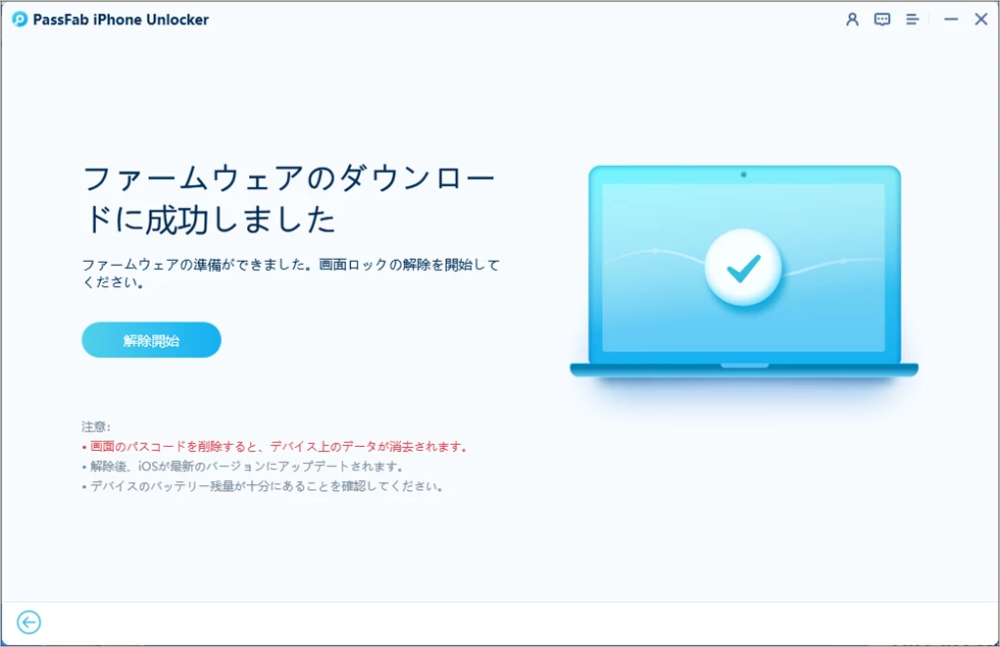 PassFab iPhone Unlocker
ファームウェアのダウンロー
ドに成功しました
ファームウェアの準備ができました。画面ロックの解除を開始して
ください。
解除開始
注意:
• 画面のパスコードを削除すると、デバイス上のデータが消去されます。
• 解除後、iOSが最新のバージョンにアップデートされます。
• デバイスのバッテリー残量が十分にあることを確認してください。